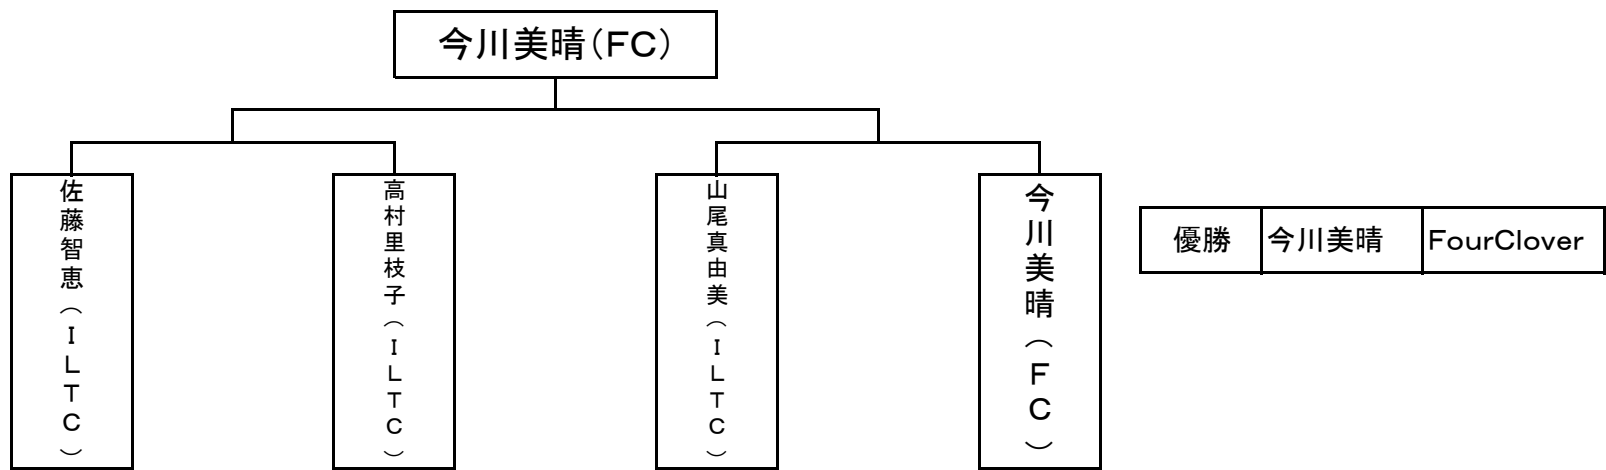 今川美晴（FC）
佐藤智恵（ILTC）
高村里枝子（ILTC）
山尾真由美（ILTC）
今川美晴（FC）
優勝 今川美晴 FourClover